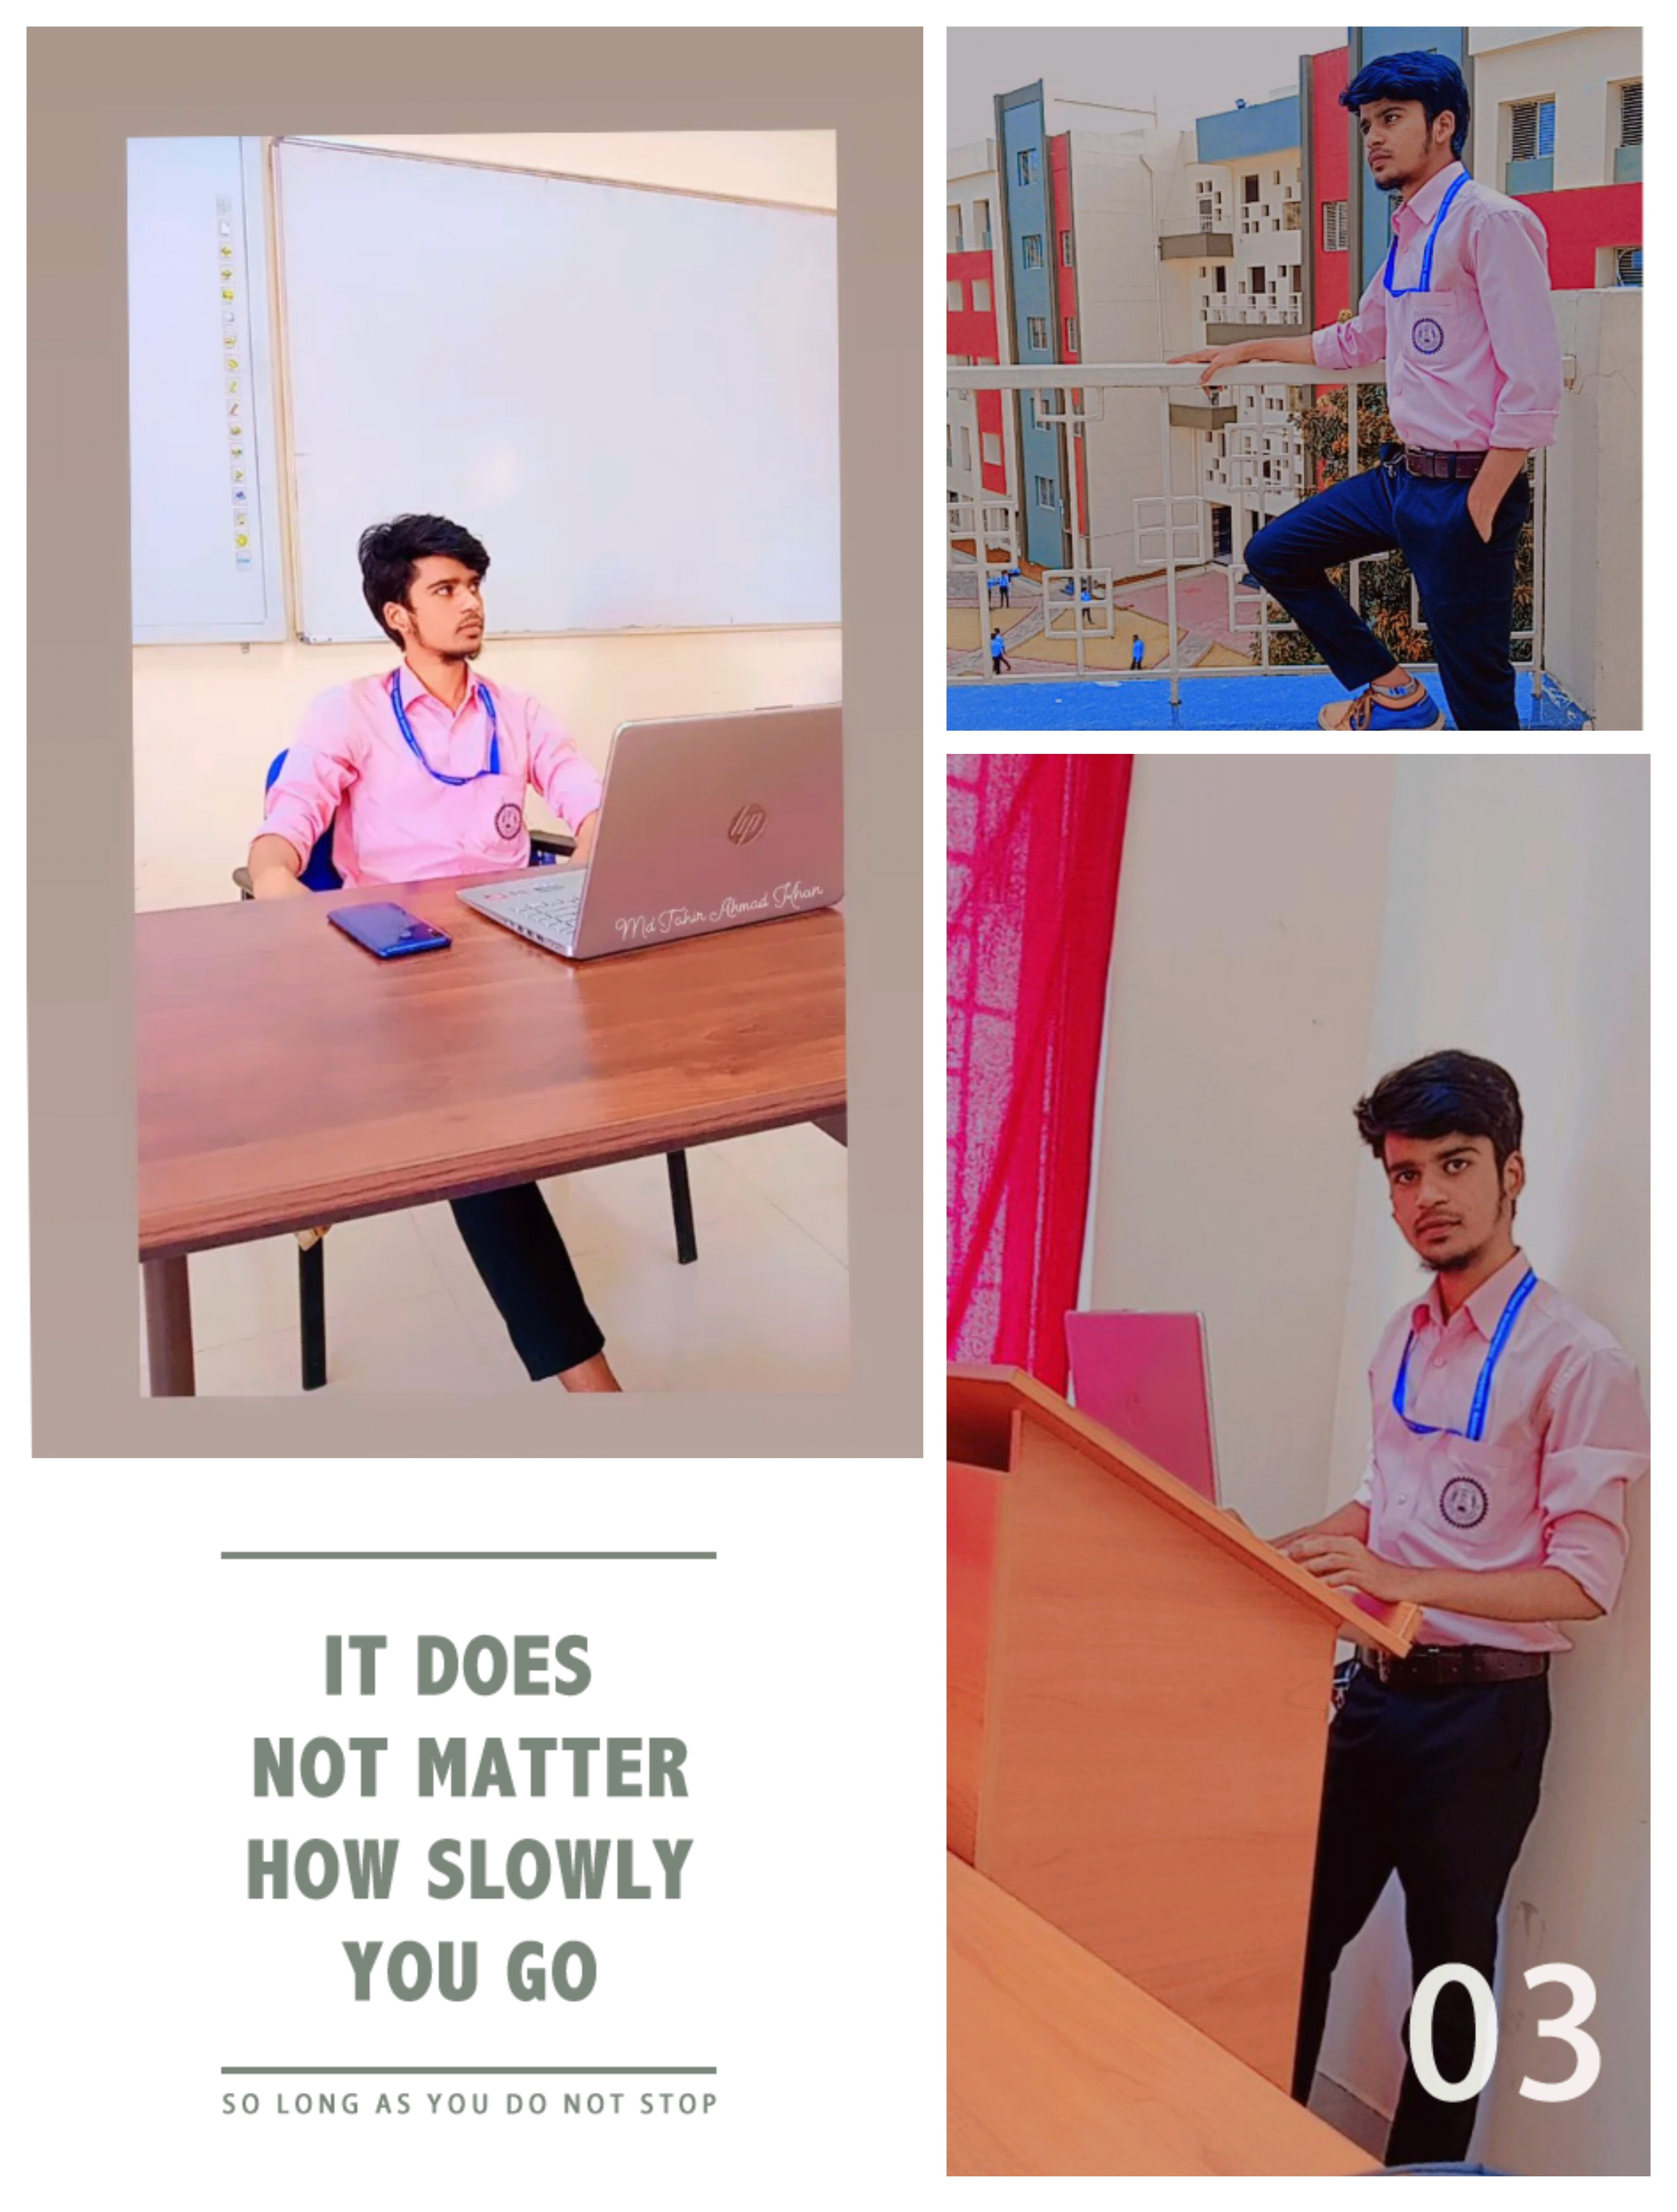 hp
Md Tahir Ahmad Khan
IT DOES
NOT MATTER
HOW SLOWLY
YOU GO
SO LONG AS YOU DO NOT STOP
03